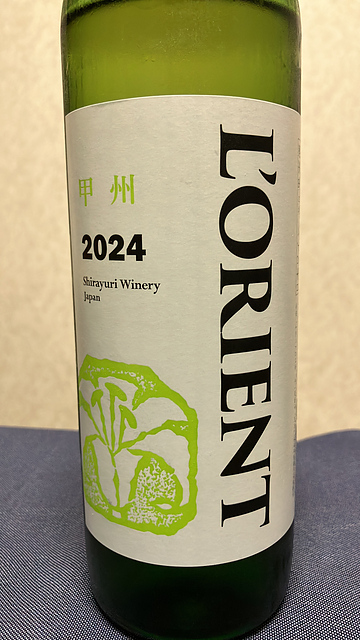 甲州
2024
Shirayuri Winery
Japan
L'ORIENT